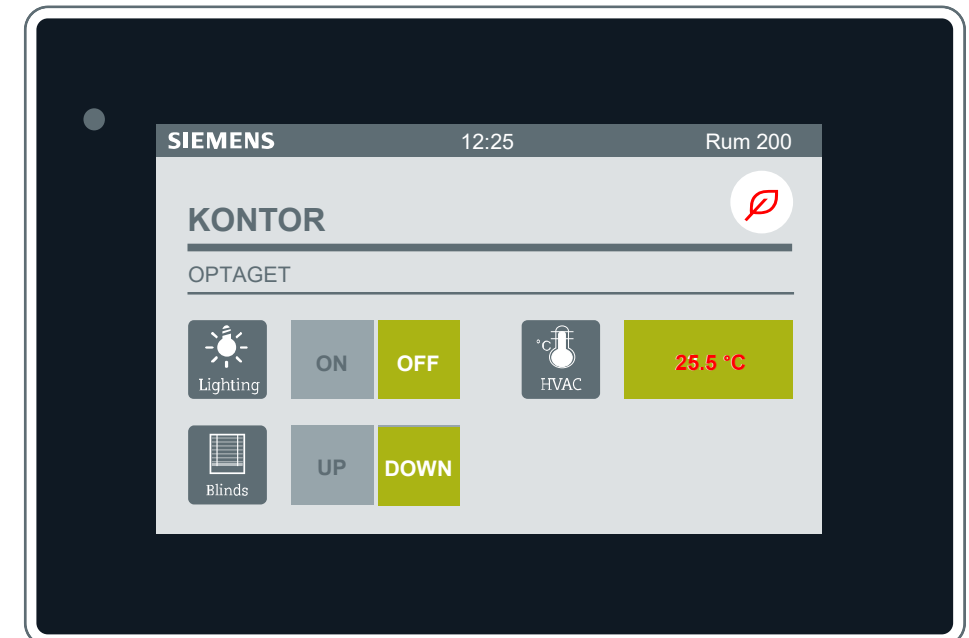 SIEMENS 12:25 Rum 200
KONTOR
OPTAGET
Lighting ON OFF °C HVAC 25.5 °C
Blinds UP DOWN